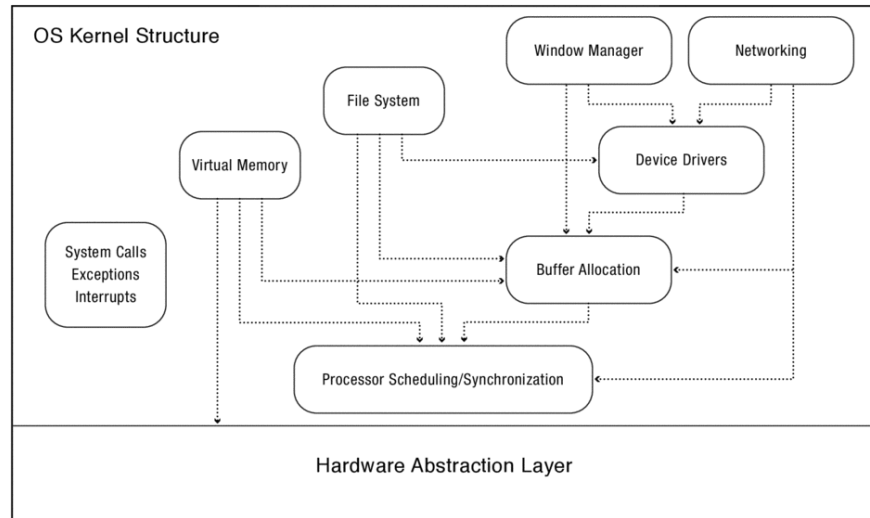 OS Kernel Structure
Window Manager
Networking
File System
Device Drivers
Virtual Memory
System Calls
Exceptions
Interrupts
Buffer Allocation
Processor Scheduling/Synchronization
Hardware Abstraction Layer